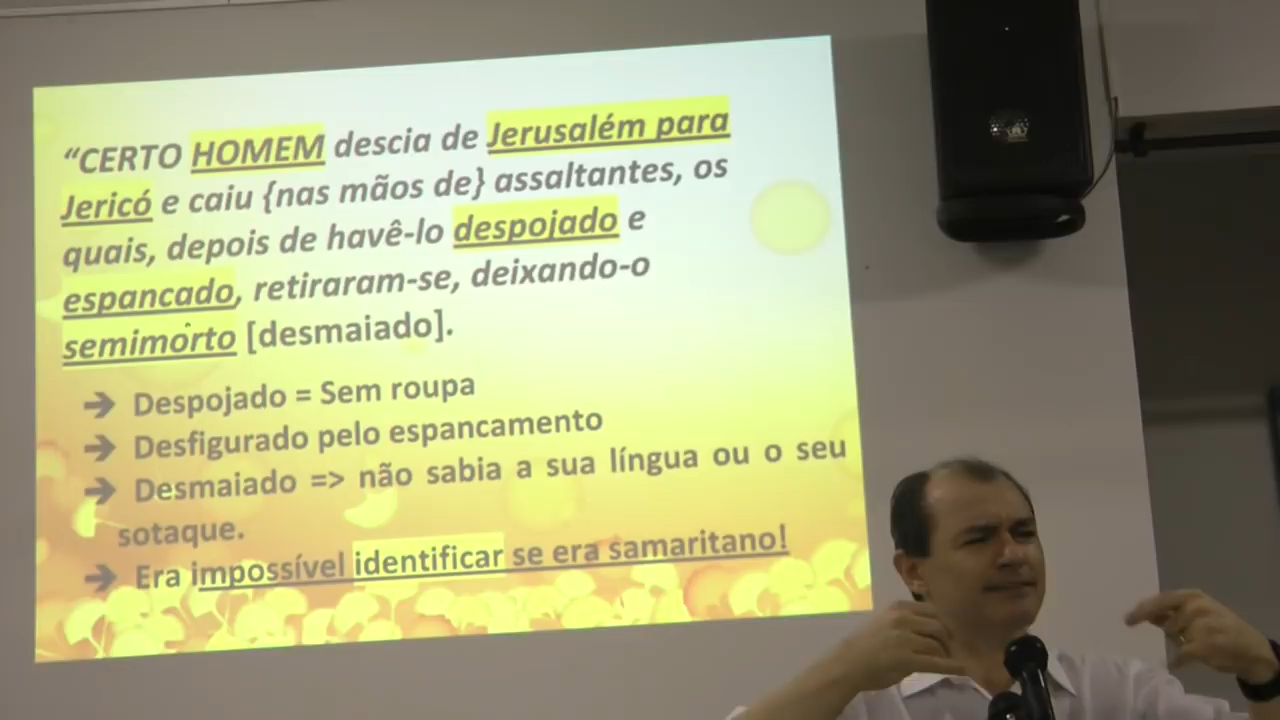 “CERTO HOMEM descia de Jerusalém para
Jericó e caiu {nas mãos de} assaltantes, os
quais, depois de havê-lo despojado e
espancado, retiraram-se, deixando-o
semimorto [desmaiado].
➔ Despojado = Sem roupa
➔ Desfigurado pelo espancamento
➔ Desmaiado => não sabia a sua língua ou o seu
sotaque.
➔ Era impossível identificar se era samaritano!